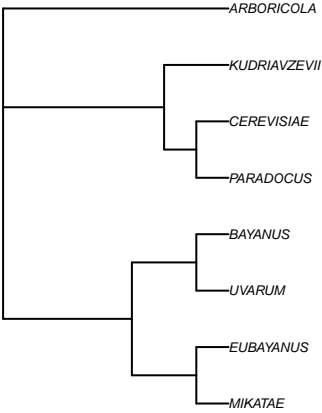 ARBORICOLA
KUDRIAVZEVII
CEREVISIAE
PARADOCUS
BAYANUS
UVARUM
EUBAYANUS
MIKATAE